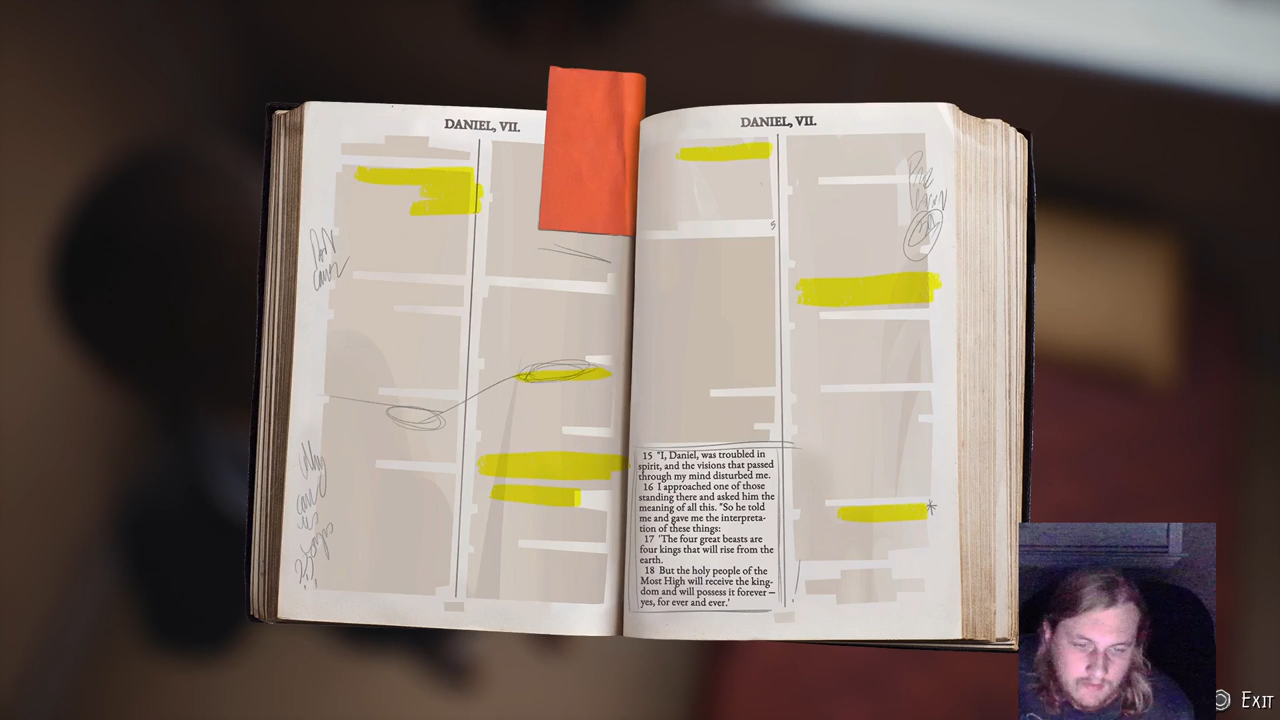 DANIEL, VII.
DANIEL, VII.
5
15 "I, Daniel, was troubled in
spirit, and the visions that passed
through my mind disturbed me.
16 I approached one of those
standing there and asked him the
meaning of all this. "So he told
me and gave me the interpreta-
tion of these things:
17 'The four great beasts are
four kings that will rise from the
earth.
18 But the holy people of the
Most High will receive the king-
dom and will possess it forever —
yes, for ever and ever.'
*
Exit